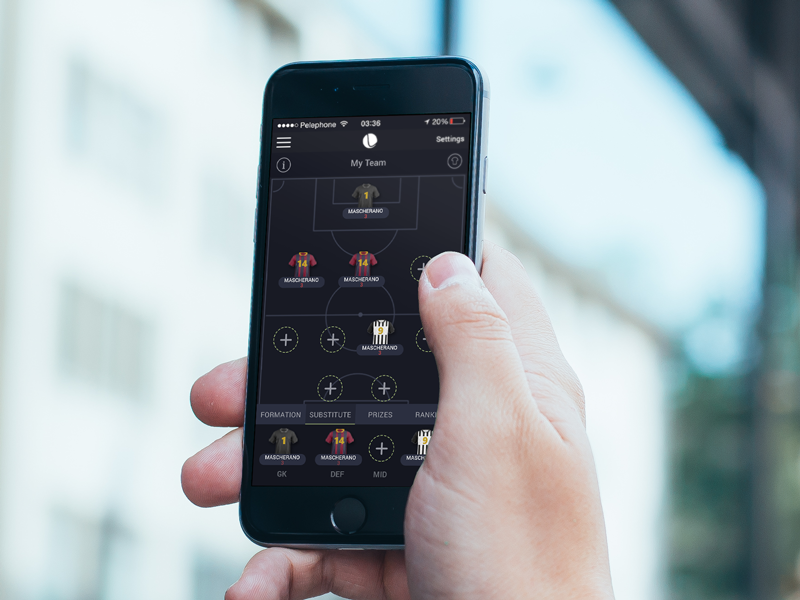 Pelephone 03:36 20%
Settings
My Team
1
MASCHERANO
14 14
MASCHERANO MASCHERANO
9
MASCHERANO
FORMATION SUBSTITUTE PRIZES RANKI
1 14 9
MASCHERANO MASCHERANO MASCHE
GK DEF MID